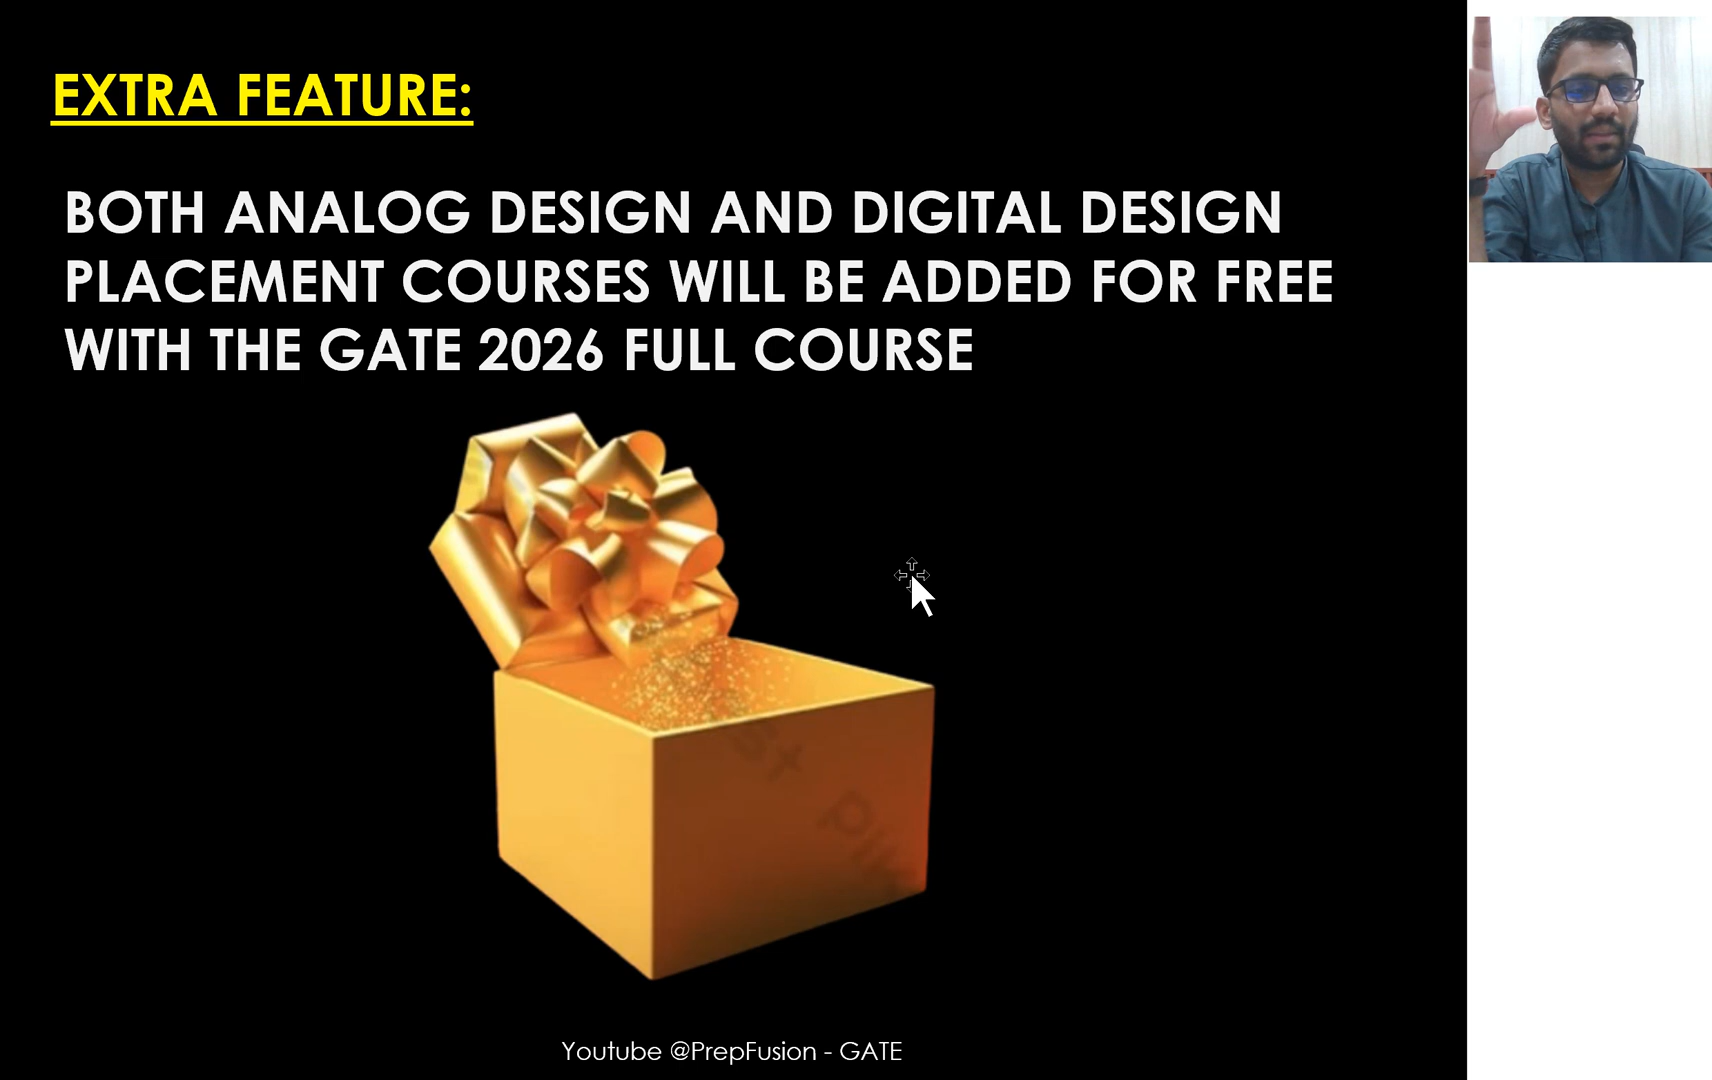 EXTRA FEATURE:
BOTH ANALOG DESIGN AND DIGITAL DESIGN
PLACEMENT COURSES WILL BE ADDED FOR FREE
WITH THE GATE 2026 FULL COURSE
Youtube @PrepFusion - GATE